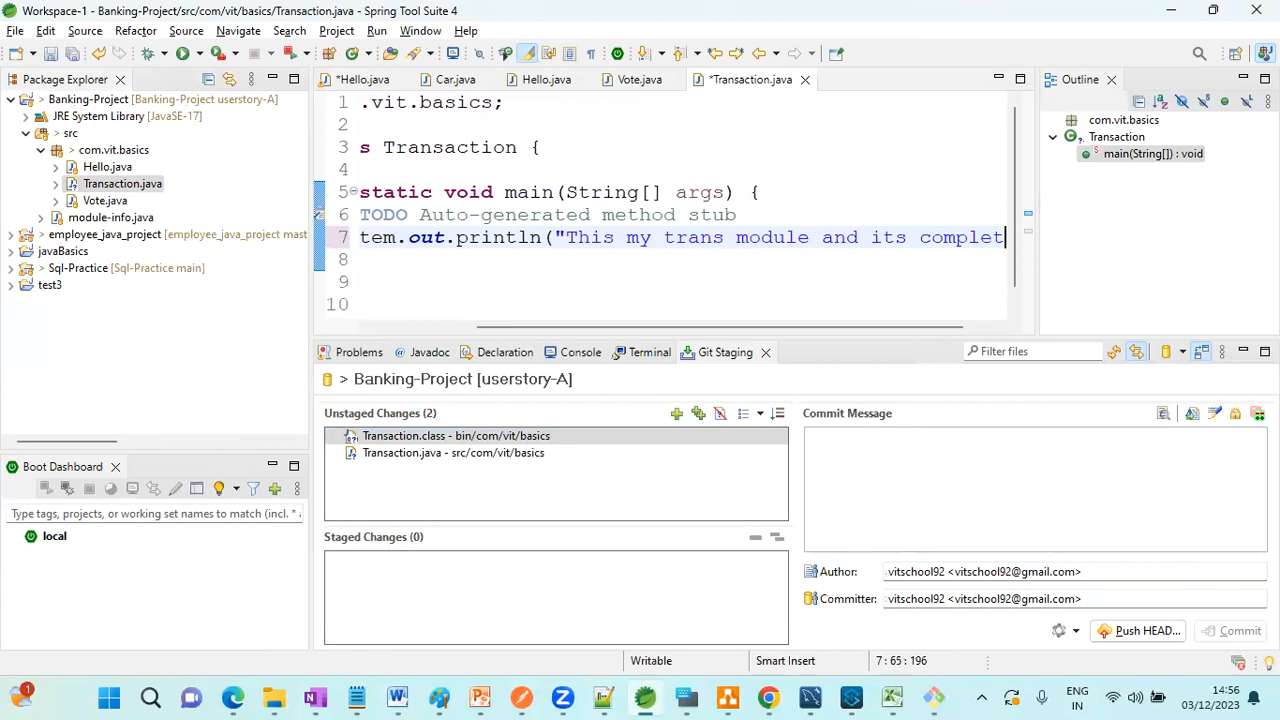 Workspace-1 - Banking-Project/src/com/vit/basics/Transaction.java - Spring Tool Suite 4
File Edit Source Refactor Source Navigate Search Project Run Window Help
Package Explorer
> Banking-Project [Banking-Project userstory-A]
JRE System Library [JavaSE-17]
> src
> com.vit.basics
Hello.java
Transaction.java
Vote.java
module-info.java
> employee_java_project [employee_java_project mast
javaBasics
> Sql-Practice [Sql-Practice main]
test3
Boot Dashboard
Type tags, projects, or working set names to match (incl. *
local
*Hello.java Car.java Hello.java Vote.java *Transaction.java
1 .vit.basics;
2
3 s Transaction {
4
5 static void main(String[] args) {
6 TODO Auto-generated method stub
7 tem.out.println("This my trans module and its complet
8
9
10
Outline
com.vit.basics
Transaction
main(String[]) : void
Problems Javadoc Declaration Console Terminal Git Staging
Filter files
> Banking-Project [userstory-A]
Unstaged Changes (2)
Transaction.class - bin/com/vit/basics
Transaction.java - src/com/vit/basics
Staged Changes (0)
Commit Message
Author: vitschool92 <vitschool92@gmail.com>
Committer: vitschool92 <vitschool92@gmail.com>
Push HEAD... Commit
Writable Smart Insert 7 : 65 : 196
1
ENG
IN
14:56
03/12/2023